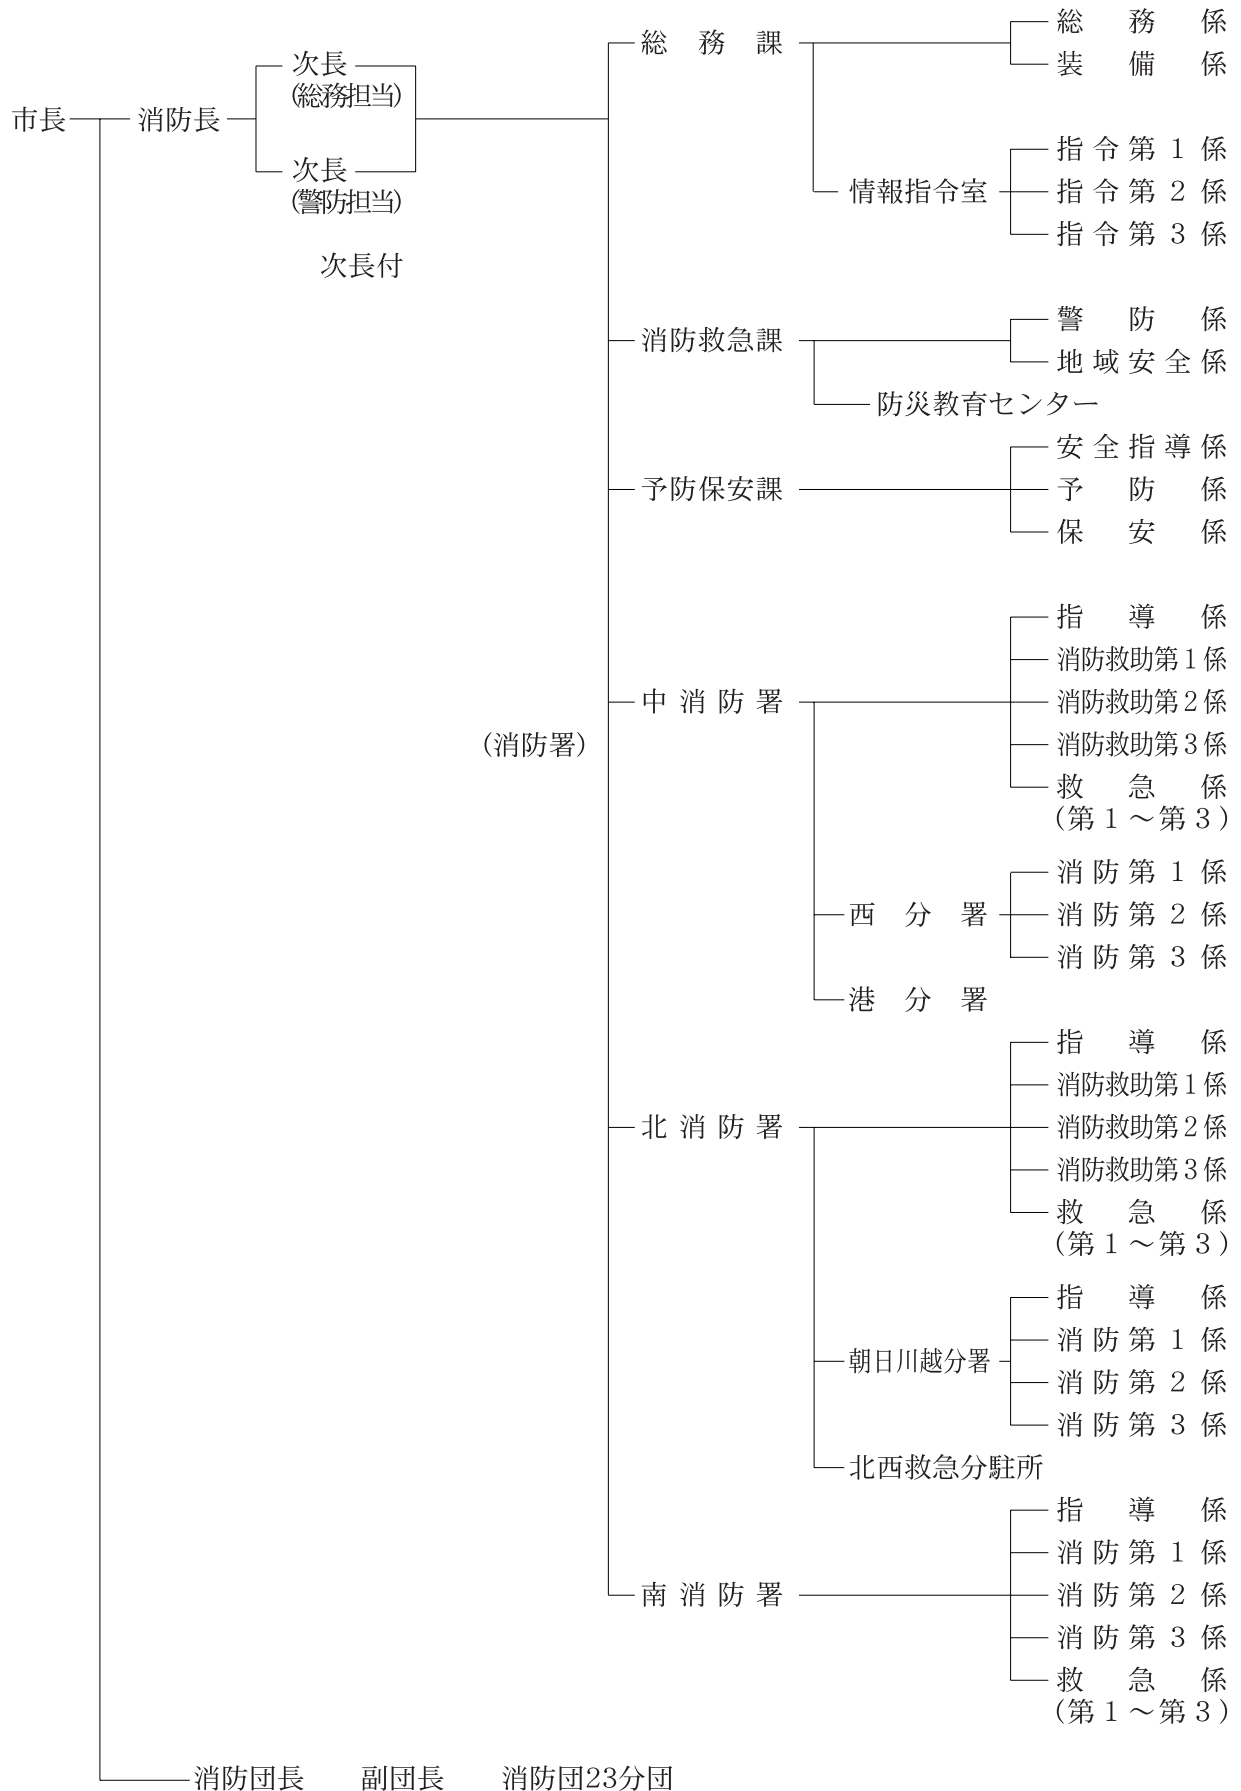 市長
消防長
次長
(総務担当)
次長
(警防担当)
次長付
総務課
総務係
装備係
情報指令室
指令第1係
指令第2係
指令第3係
消防救急課
警防係
地域安全係
防災教育センター
予防保安課
安全指導係
予防係
保安係
(消防署)
中消防署
指導係
消防救助第1係
消防救助第2係
消防救助第3係
救急係
(第1～第3)
西分署
消防第1係
消防第2係
消防第3係
港分署
北消防署
指導係
消防救助第1係
消防救助第2係
消防救助第3係
救急係
(第1～第3)
朝日川越分署
指導係
消防第1係
消防第2係
消防第3係
北西救急分駐所
南消防署
指導係
消防第1係
消防第2係
消防第3係
救急係
(第1～第3)
消防団長　副団長　消防団23分団